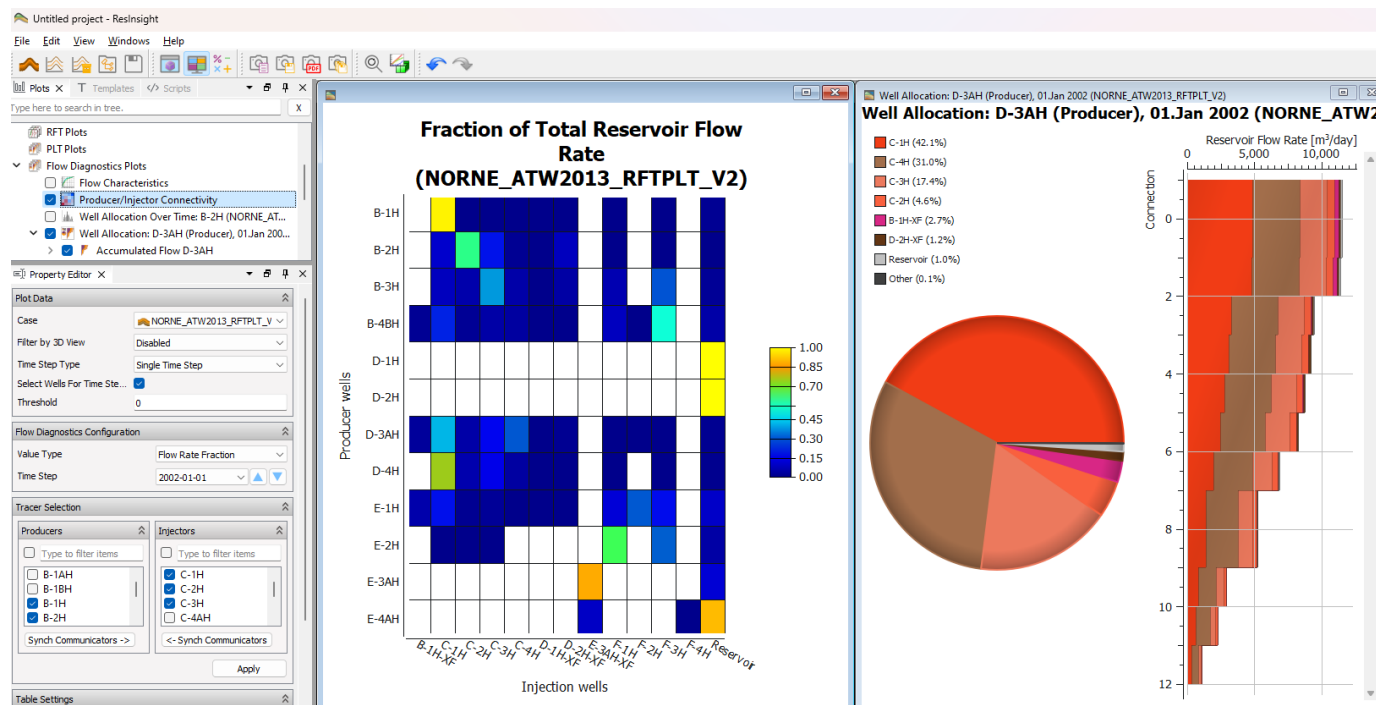 Untitled project - ResInsight
File Edit View Windows Help
Plots
Templates
Scripts
Type here to search in tree.
X
RFT Plots
PLT Plots
Flow Diagnostics Plots
Flow Characteristics
Producer/Injector Connectivity
Well Allocation Over Time: B-2H (NORNE_AT...
Well Allocation: D-3AH (Producer), 01.Jan 200...
Accumulated Flow D-3AH
Property Editor
Plot Data
Case
NORNE_ATW2013_RFTPLT_V
Filter by 3D View
Disabled
Time Step Type
Single Time Step
Select Wells For Time Ste...
Threshold
0
Flow Diagnostics Configuration
Value Type
Flow Rate Fraction
Time Step
2002-01-01
Tracer Selection
Producers
Type to filter items
B-1AH
B-1BH
B-1H
B-2H
Synch Communicators ->
Injectors
Type to filter items
C-1H
C-2H
C-3H
C-4AH
<- Synch Communicators
Apply
Table Settings
Fraction of Total Reservoir Flow
Rate
(NORNE_ATW2013_RFTPLT_V2)
Producer wells
B-1H
B-2H
B-3H
B-4BH
D-1H
D-2H
D-3AH
D-4H
E-1H
E-2H
E-3AH
E-4AH
B-1H-XF
C-1H
C-2H
C-3H
C-4H
D-1H-XF
D-2H-XF
E-3AH-XF
F-1H
F-2H
F-3H
F-4H
Reservoir
Injection wells
1.00
0.85
0.70
0.45
0.30
0.15
0.00
Well Allocation: D-3AH (Producer), 01.Jan 2002 (NORNE_ATW2013_RFTPLT_V2)
Well Allocation: D-3AH (Producer), 01.Jan 2002 (NORNE_ATW2
C-1H (42.1%)
C-4H (31.0%)
C-3H (17.4%)
C-2H (4.6%)
B-1H-XF (2.7%)
D-2H-XF (1.2%)
Reservoir (1.0%)
Other (0.1%)
Reservoir Flow Rate [m³/day]
0 5,000 10,000
Connection
0
2
4
6
8
10
12